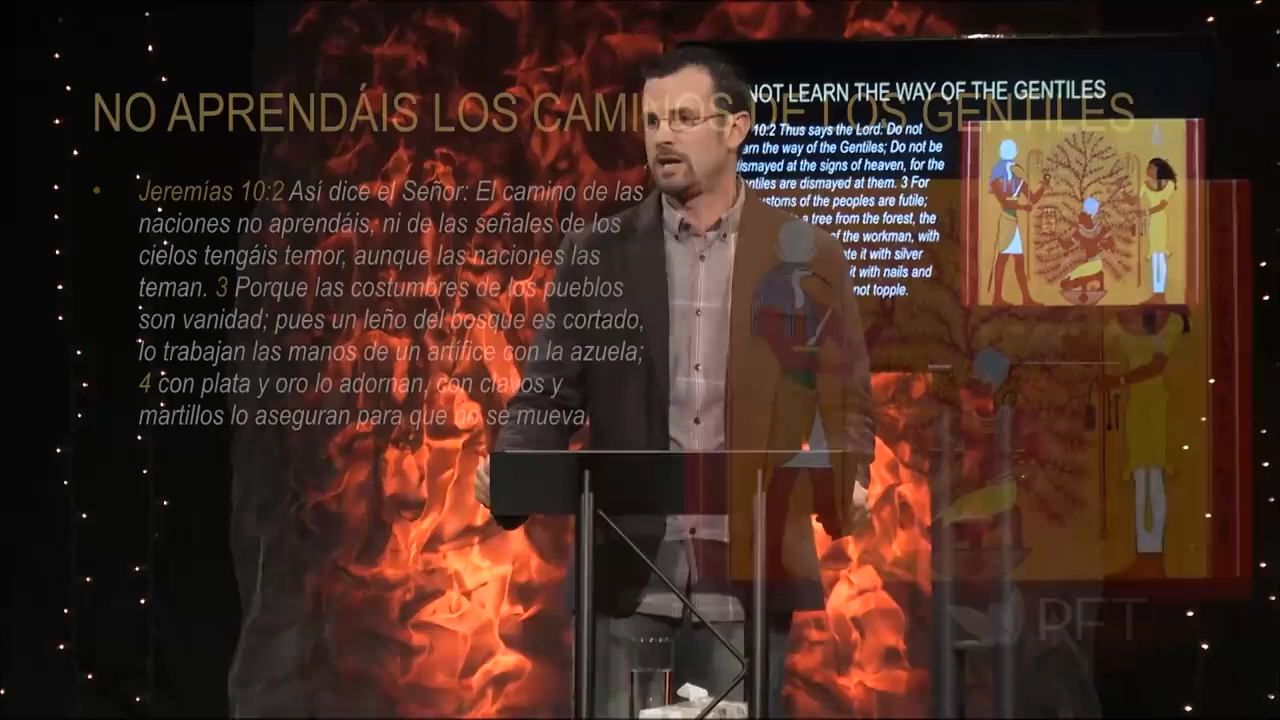 NO APRENDÁIS LOS CAMINOS DE LOS GENTILES
• Jeremías 10:2 Así dice el Señor: El camino de las
naciones no aprendáis, ni de las señales de los
cielos tengáis temor, aunque las naciones las
teman. 3 Porque las costumbres de los pueblos
son vanidad; pues un leño del bosque es cortado,
lo trabajan las manos de un artífice con la azuela;
4 con plata y oro lo adornan, con clavos y
martillos lo aseguran para que no se mueva.
NOT LEARN THE WAY OF THE GENTILES
10:2 Thus says the Lord: Do not
the way of the Gentiles; Do not be
at the signs of heaven, for the
are dismayed at them. 3 For
of the peoples are futile;
a tree from the forest, the
of the workman, with
it with silver
it with nails and
not topple.
PFT